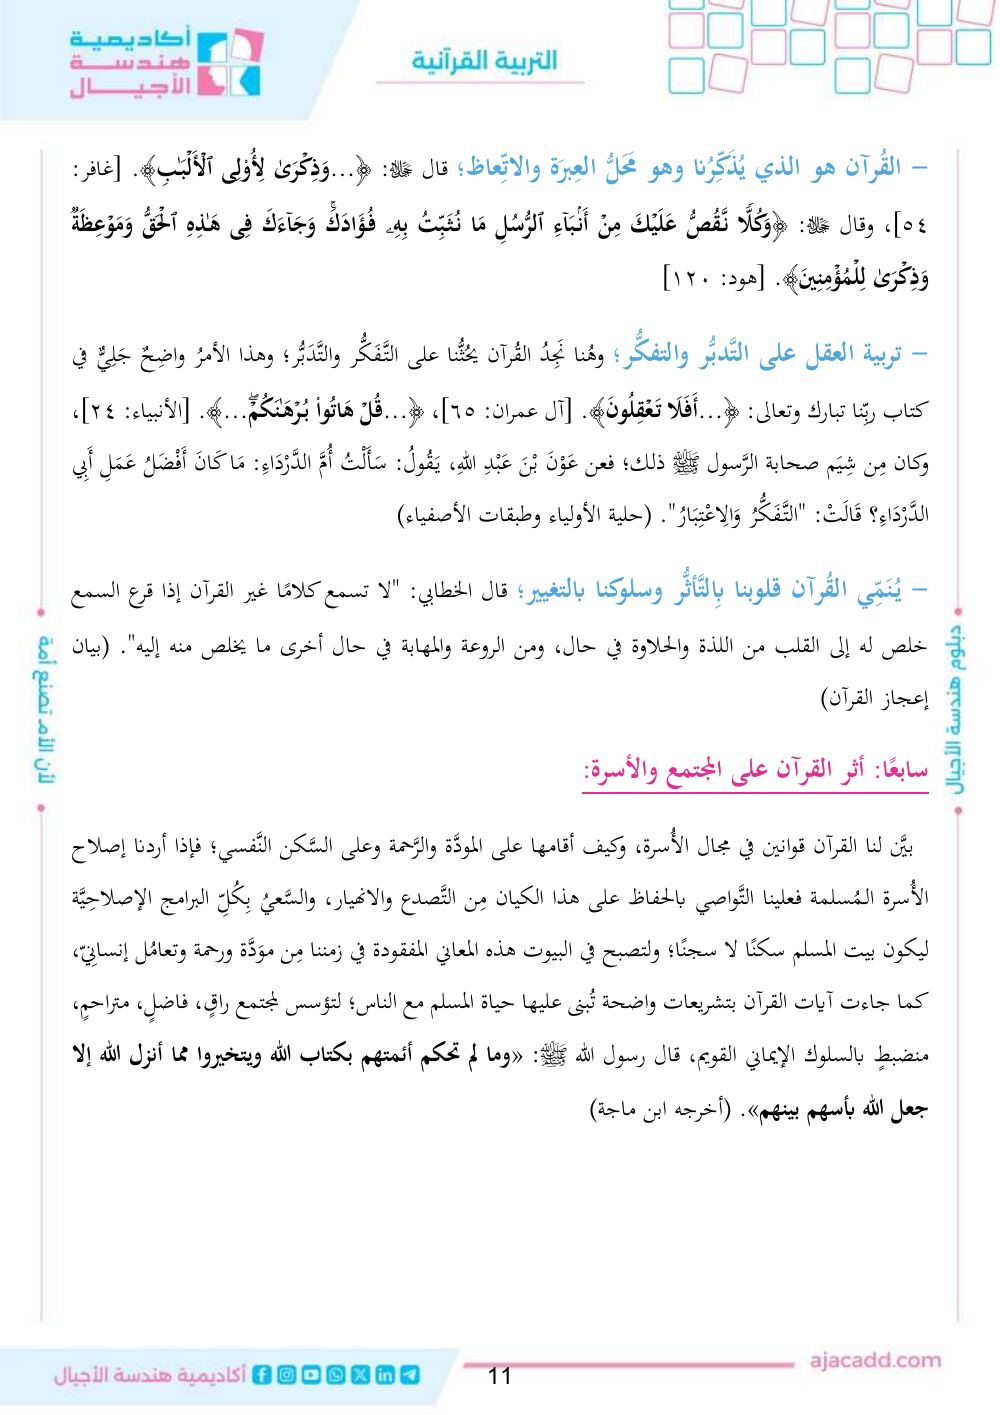 أكاديمية
هندسة
الأجيال
التربية القرآنية
– القُرآن هو الذي يُذَكِّرُنا وهو مَحَلُّ العِبرَة والاتِّعاظ؛ قال ﷻ: ﴿...وَذِكْرَىٰ لِأُوْلِى ٱلْأَلْبَٰبِ﴾. [غافر:
٥٤]، وقال ﷻ: ﴿وَكُلًّا نَّقُصُّ عَلَيْكَ مِنْ أَنۢبَآءِ ٱلرُّسُلِ مَا نُثَبِّتُ بِهِۦ فُؤَادَكَۚ وَجَآءَكَ فِى هَٰذِهِ ٱلْحَقُّ وَمَوْعِظَةٌ
وَذِكْرَىٰ لِلْمُؤْمِنِينَ﴾. [هود: ١٢٠]
– تربية العقل على التَّدبُّر والتفكُّر؛ وهُنا نَجِدُ القُرآن يَحُثُّنا على التَّفَكُّر والتَّدَبُّر؛ وهذا الأمرُ واضِحٌ جَلِيٌّ في
كتاب ربِّنا تبارك وتعالى: ﴿...أَفَلَا تَعْقِلُونَ﴾. [آل عمران: ٦٥]، ﴿...قُلْ هَاتُواْ بُرْهَٰنَكُمْۖ...﴾. [الأنبياء: ٢٤]،
وكان مِن شِيَم صحابة الرَّسول ﷺ ذلك؛ فعن عَوْنَ بْنَ عَبْدِ اللهِ، يَقُولُ: سَأَلْتُ أُمَّ الدَّرْدَاءِ: مَا كَانَ أَفْضَلُ عَمَلِ أَبِي
الدَّرْدَاءِ؟ قَالَتْ: "التَّفَكُّرُ وَالِاعْتِبَارُ". (حلية الأولياء وطبقات الأصفياء)
– يُنَمِّي القُرآن قلوبنا بِالتَّأثُّر وسلوكنا بالتغيير؛ قال الخطابي: "لا تسمع كلامًا غير القرآن إذا قرع السمع
خلص له إلى القلب من اللذة والحلاوة في حال، ومن الروعة والمهابة في حال أخرى ما يخلص منه إليه". (بيان
إعجاز القرآن)
سابعًا: أثر القرآن على المجتمع والأسرة:
بيَّن لنا القرآن قوانين في مجال الأُسرة، وكيف أقامها على المودَّة والرَّحمة وعلى السَّكن النَّفسي؛ فإذا أردنا إصلاح
الأُسرة المُسلمة فعلينا التَّواصي بالحفاظ على هذا الكيان مِن التَّصدع والانهيار، والسَّعيُ بِكُلِّ البرامج الإصلاحِيَّة
ليكون بيت المسلم سكنًا لا سجنًا؛ ولتصبح في البيوت هذه المعاني المفقودة في زمننا مِن موَدَّة ورحمة وتعامُل إنسانِيّ،
كما جاءت آيات القرآن بتشريعات واضحة تُبنى عليها حياة المسلم مع الناس؛ لتؤسس لمجتمع راقٍ، فاضلٍ، متراحمٍ،
منضبطٍ بالسلوك الإيماني القويم، قال رسول الله ﷺ: «وما لم تحكم أئمتهم بكتاب الله ويتخيروا مما أنزل الله إلا
جعل الله بأسهم بينهم». (أخرجه ابن ماجة)
دبلوم هندسة الأجيال
لأن الأم تصنع أمة
ajacadd.com
11
أكاديمية هندسة الأجيال